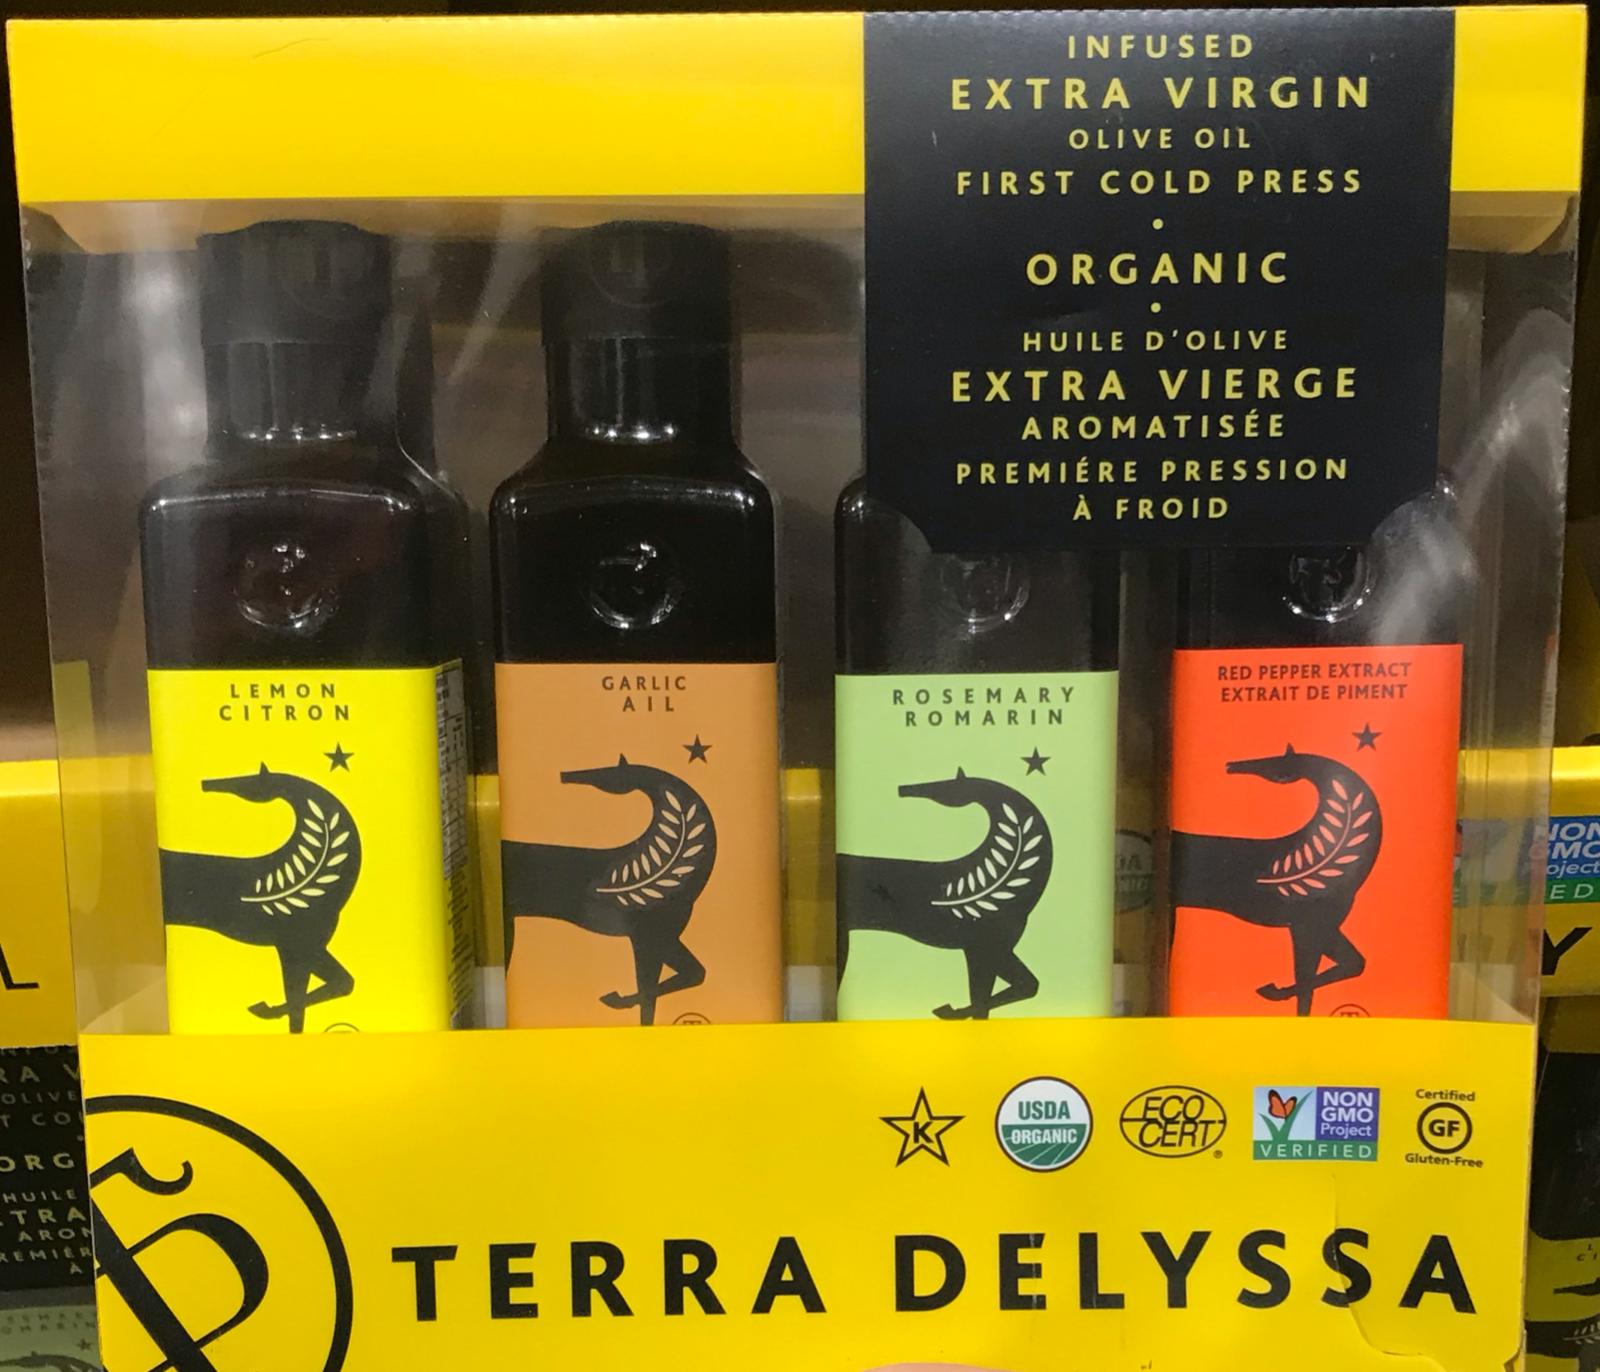 INFUSED
EXTRA VIRGIN
OLIVE OIL
FIRST COLD PRESS
•
ORGANIC
•
HUILE D'OLIVE
EXTRA VIERGE
AROMATISÉE
PREMIÉRE PRESSION
À FROID
LEMON
CITRON
GARLIC
AIL
ROSEMARY
ROMARIN
RED PEPPER EXTRACT
EXTRAIT DE PIMENT
K
USDA
ORGANIC
ECO
CERT®
NON
GMO
Project
VERIFIED
Certified
GF
Gluten-Free
TERRA DELYSSA
NON
GMO